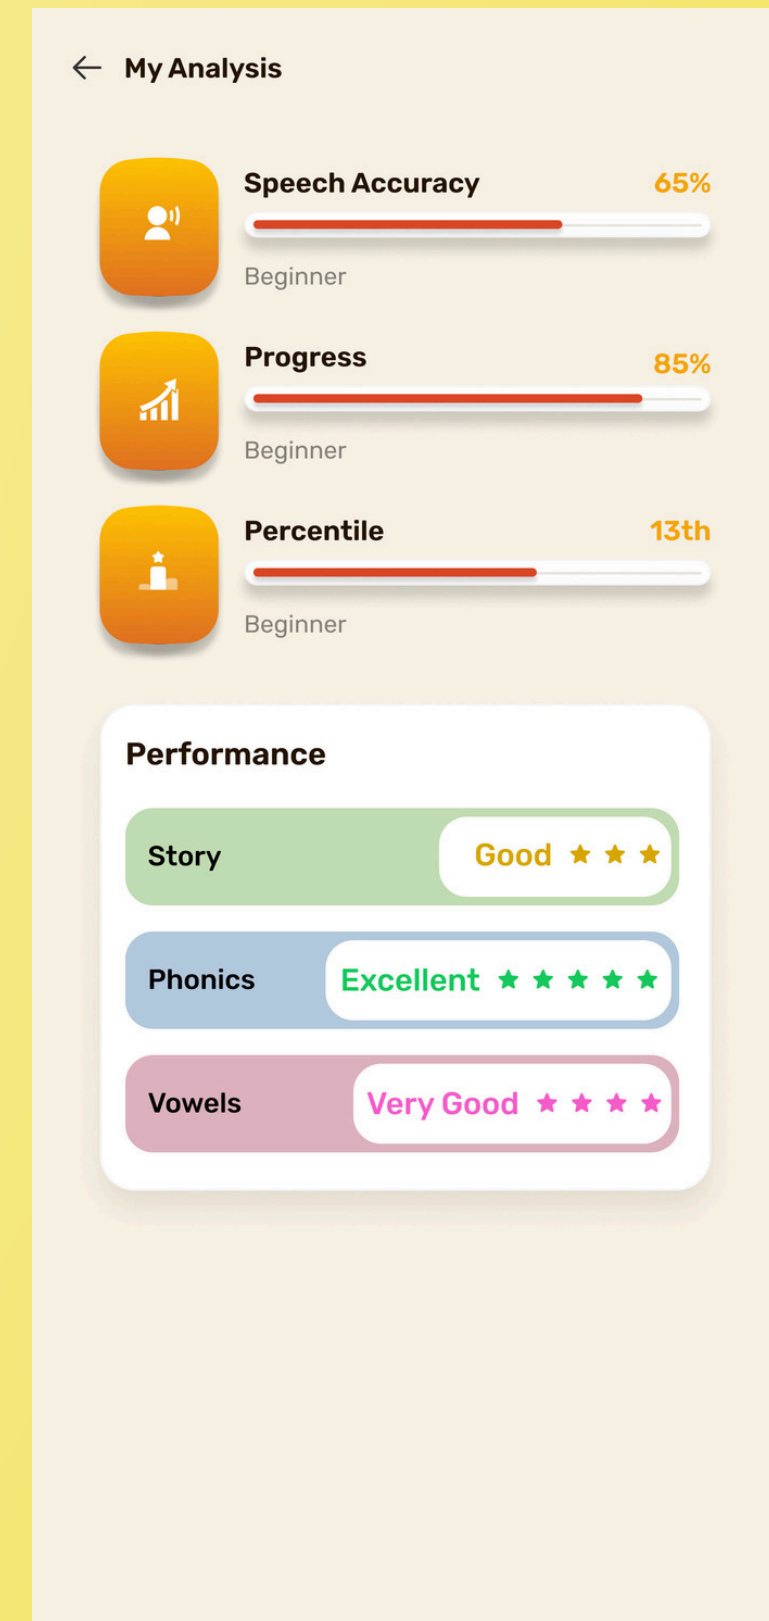 My Analysis
Speech Accuracy 65%
Beginner
Progress 85%
Beginner
Percentile 13th
Beginner
Performance
Story Good
Phonics Excellent
Vowels Very Good